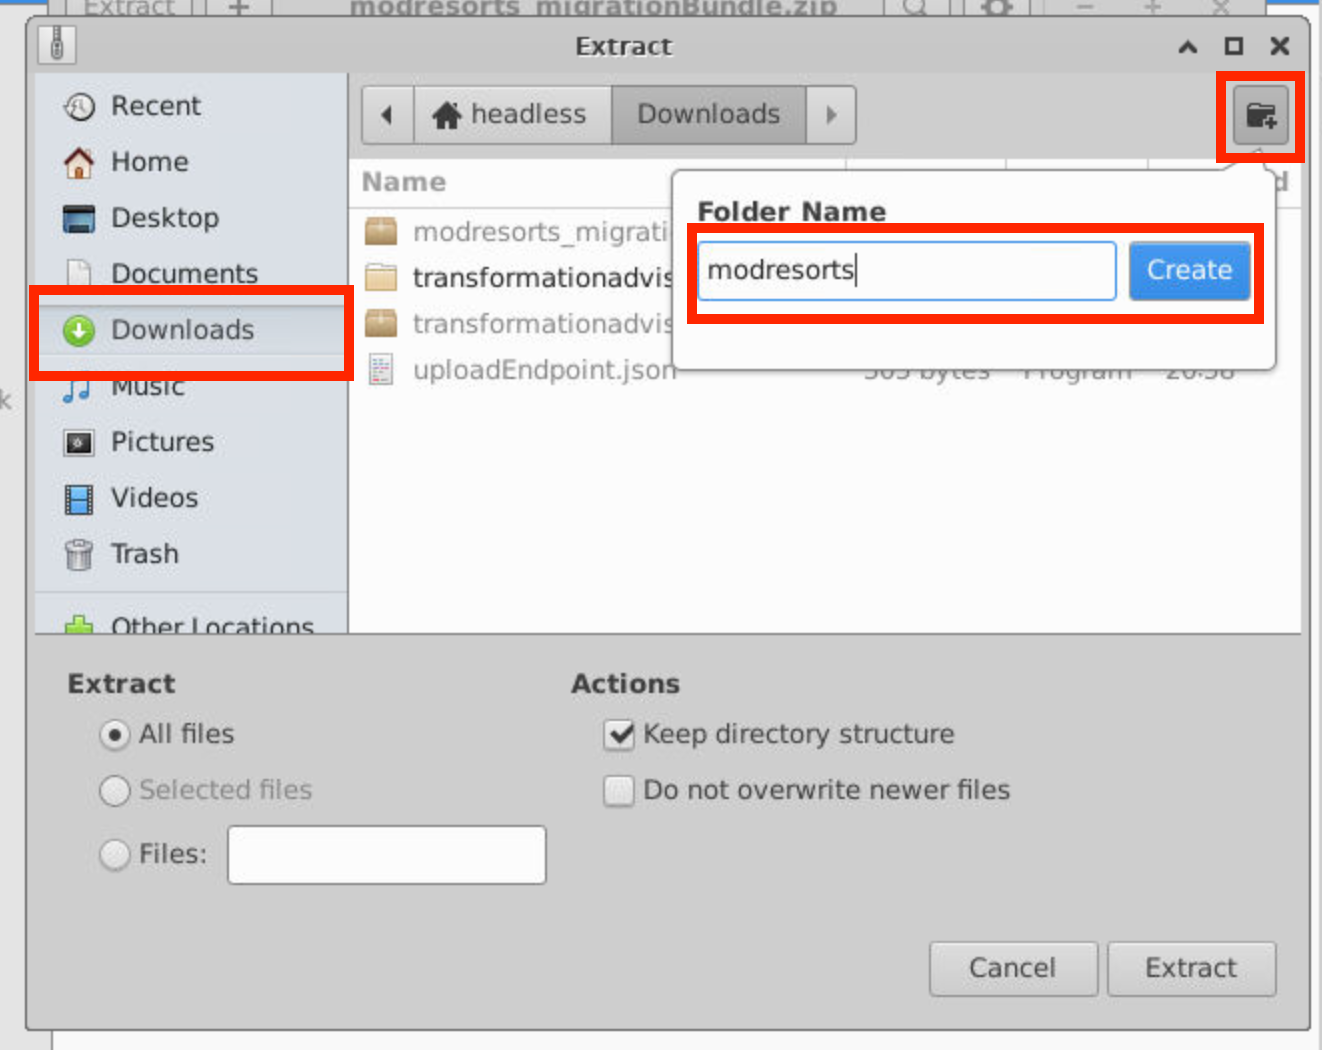 Extract + modresorts_migrationBundle.zip
Extract
Recent
Home
Desktop
Documents
Downloads
Music
Pictures
Videos
Trash
Other Locations
headless Downloads
Name d
modresorts_migrati
transformationadvis
transformationadvis
uploadEndpoint.json 503 bytes Program 20:58
Folder Name
modresorts Create
Extract
All files
Selected files
Files:
Actions
Keep directory structure
Do not overwrite newer files
Cancel Extract
k